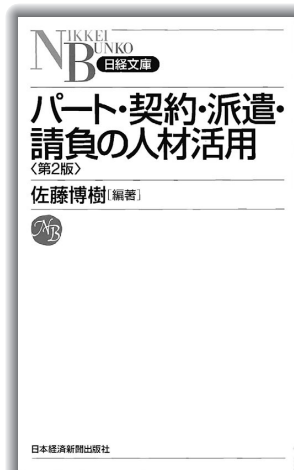 NIKKEI
BUNKO
日経文庫
パート・契約・派遣・
請負の人材活用
〈第2版〉
佐藤博樹[編著]
NB
日本経済新聞出版社